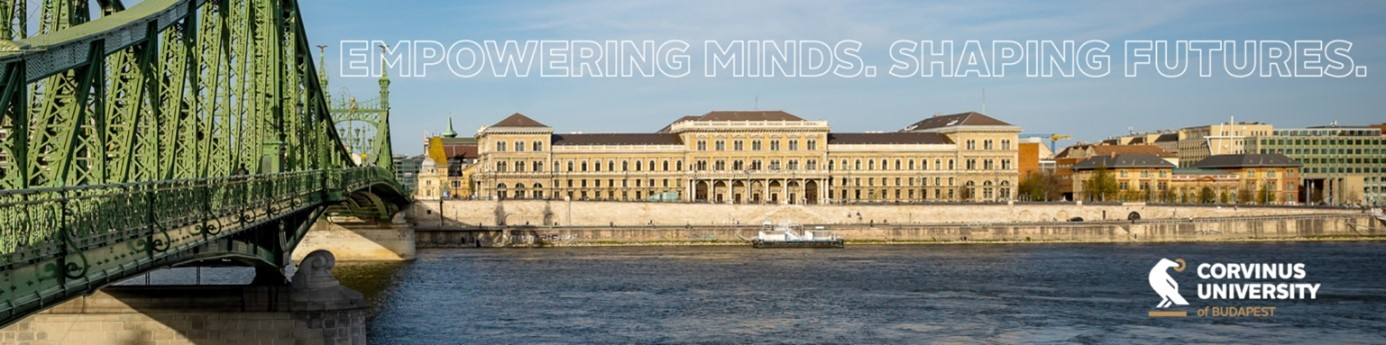 EMPOWERING MINDS. SHAPING FUTURES.
CORVINUS
UNIVERSITY
of BUDAPEST